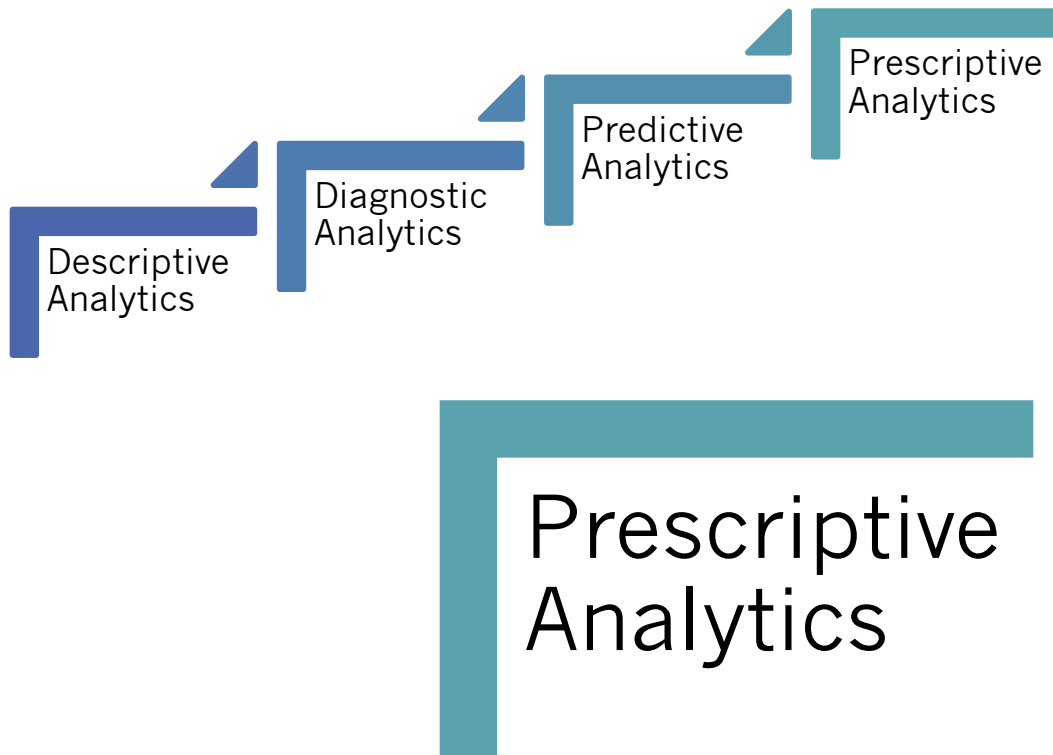 Descriptive
Analytics
Diagnostic
Analytics
Predictive
Analytics
Prescriptive
Analytics
Prescriptive
Analytics